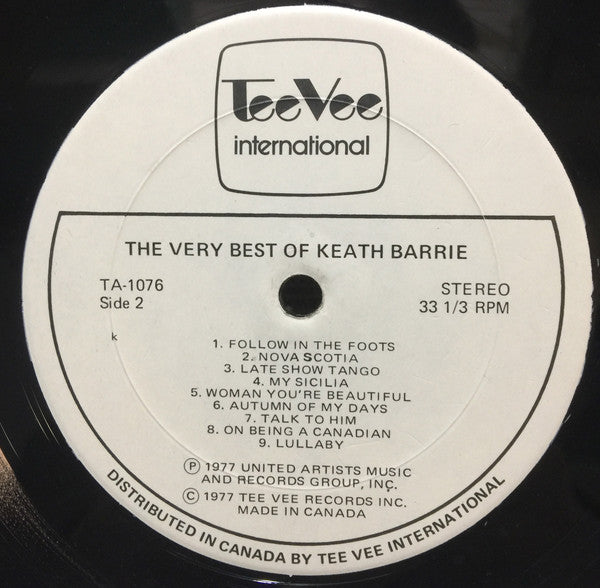 TeeVee
international
THE VERY BEST OF KEATH BARRIE
TA-1076
Side 2
STEREO
33 1/3 RPM
k
1. FOLLOW IN THE FOOTS
2. NOVA SCOTIA
3. LATE SHOW TANGO
4. MY SICILIA
5. WOMAN YOU'RE BEAUTIFUL
6. AUTUMN OF MY DAYS
7. TALK TO HIM
8. ON BEING A CANADIAN
9. LULLABY
Ⓟ 1977 UNITED ARTISTS MUSIC
AND RECORDS GROUP, INC.
© 1977 TEE VEE RECORDS INC.
MADE IN CANADA
DISTRIBUTED IN CANADA BY TEE VEE INTERNATIONAL